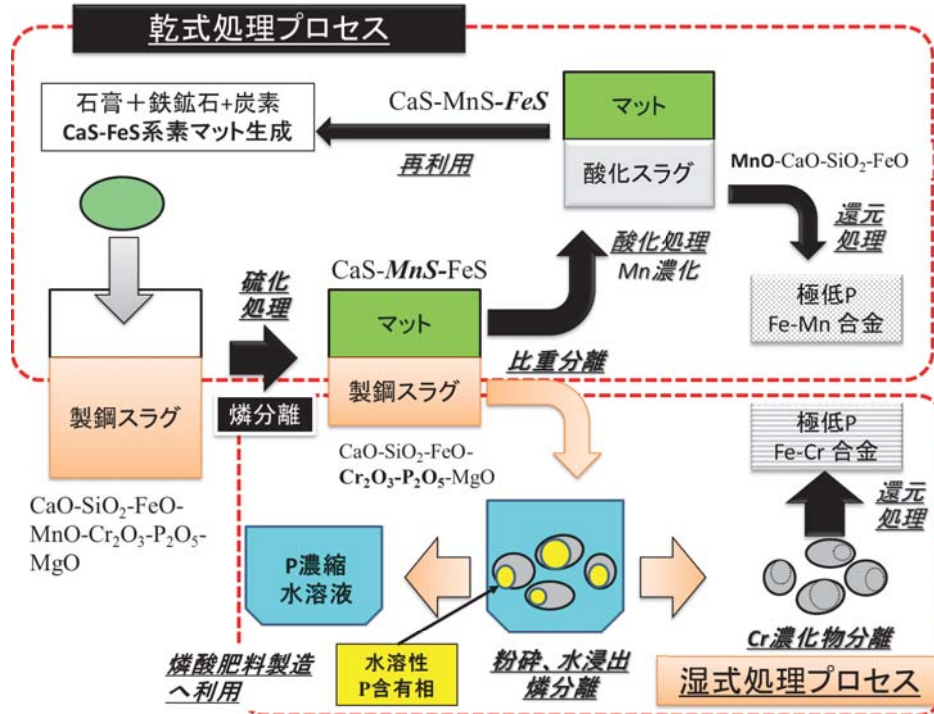 乾式処理プロセス
石膏+鉄鉱石+炭素
CaS-FeS系素マット生成
CaS-MnS-FeS
再利用
マット
酸化スラグ
MnO-CaO-SiO₂-FeO
還元
処理
酸化処理
Mn濃化
極低P
Fe-Mn 合金
硫化
処理
CaS-MnS-FeS
マット
製鋼スラグ
比重分離
製鋼スラグ
燐分離
CaO-SiO₂-FeO-
MnO-Cr₂O₃-P₂O₅-
MgO
CaO-SiO₂-FeO-
Cr₂O₃-P₂O₅-MgO
極低P
Fe-Cr 合金
還元
処理
P濃縮
水溶液
Cr濃化物分離
燐酸肥料製造
へ利用
水溶性
P含有相
粉砕、水浸出
燐分離
湿式処理プロセス